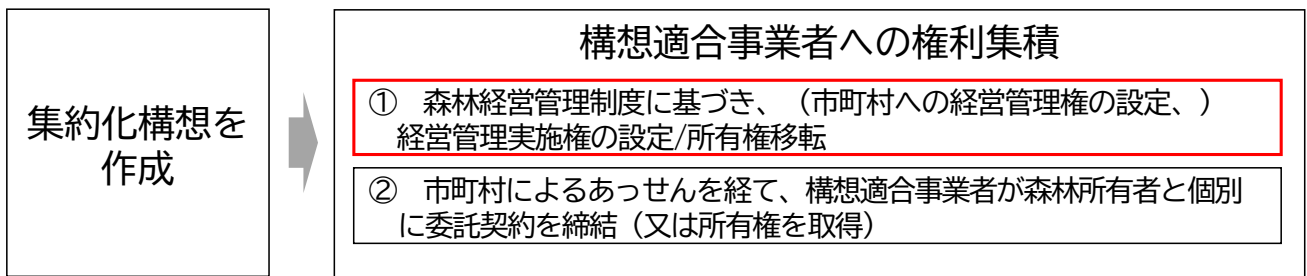 集約化構想を
作成
構想適合事業者への権利集積
① 森林経営管理制度に基づき、（市町村への経営管理権の設定、）
経営管理実施権の設定/所有権移転
② 市町村によるあっせんを経て、構想適合事業者が森林所有者と個別
に委託契約を締結（又は所有権を取得）